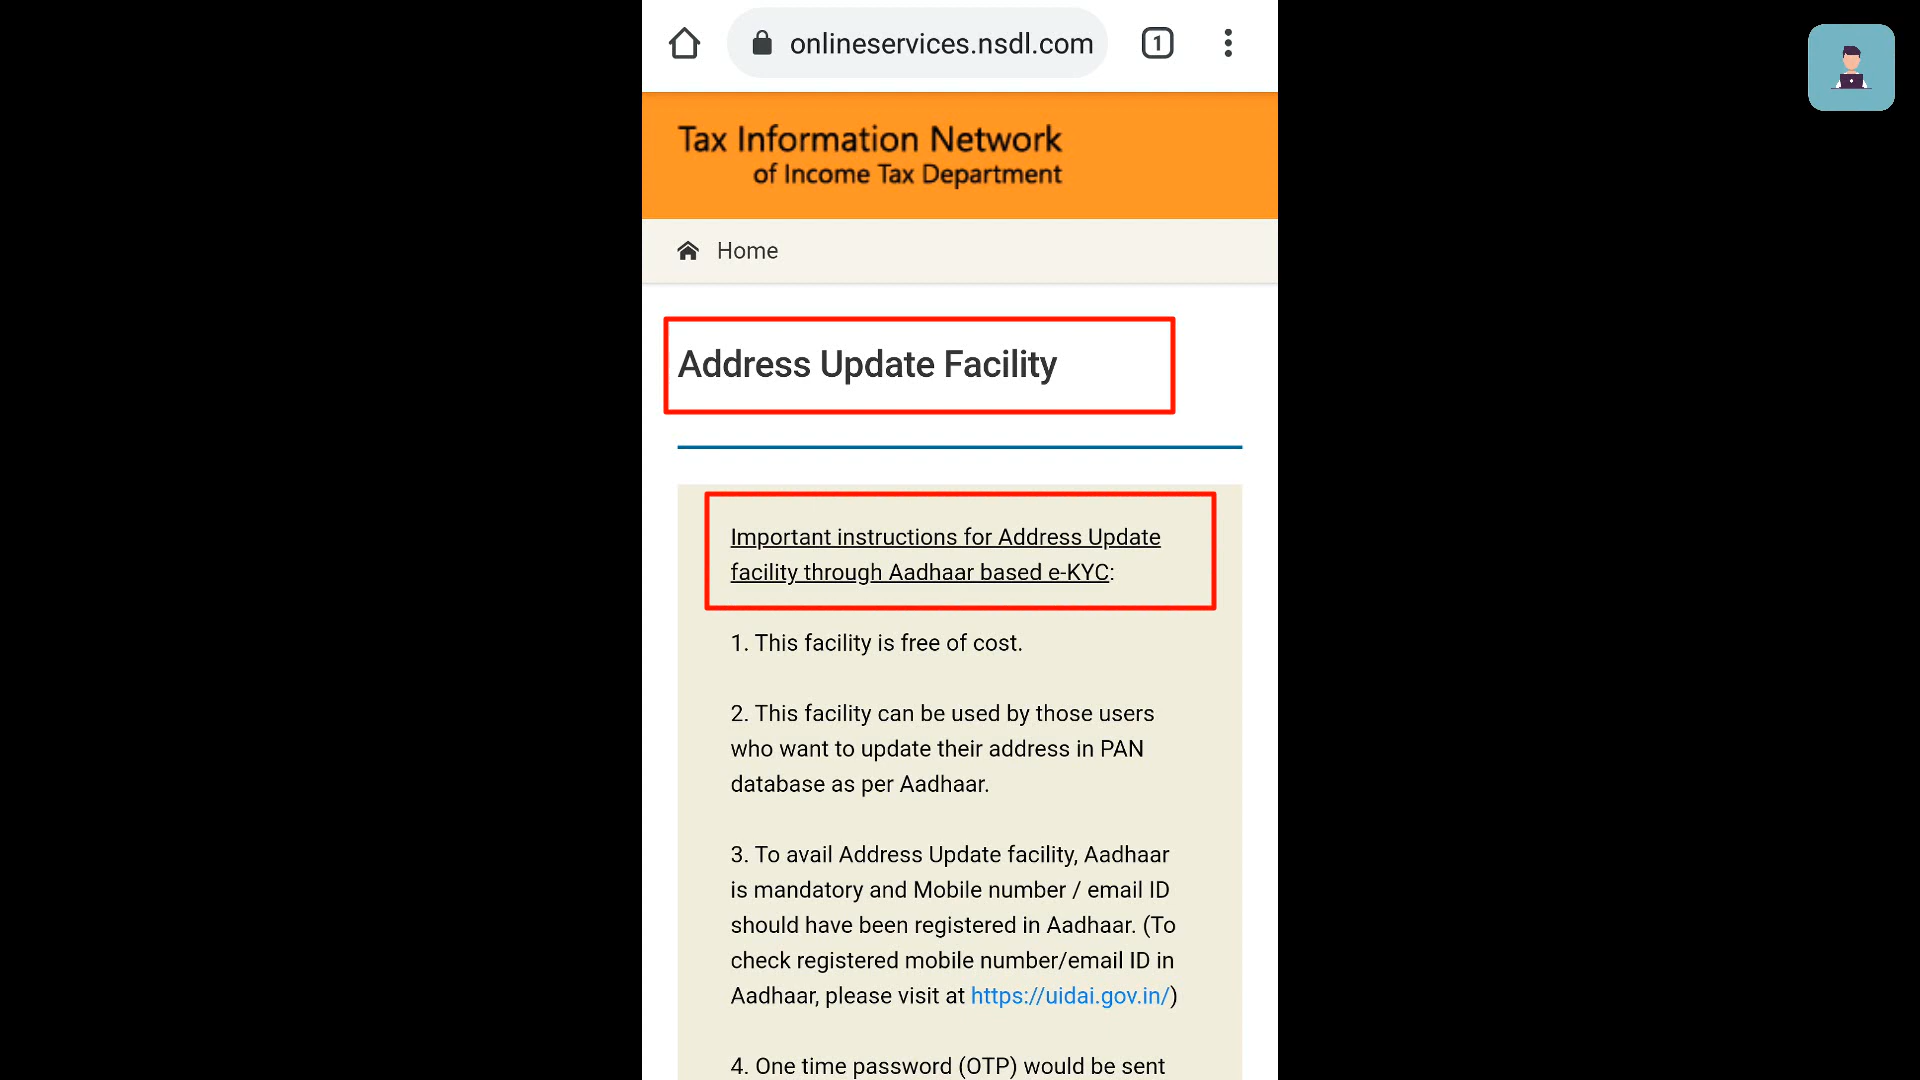 onlineservices.nsdl.com
1
Tax Information Network
of Income Tax Department
Home
Address Update Facility
Important instructions for Address Update
facility through Aadhaar based e-KYC:
1. This facility is free of cost.
2. This facility can be used by those users
who want to update their address in PAN
database as per Aadhaar.
3. To avail Address Update facility, Aadhaar
is mandatory and Mobile number / email ID
should have been registered in Aadhaar. (To
check registered mobile number/email ID in
Aadhaar, please visit at https://uidai.gov.in/)
4. One time password (OTP) would be sent